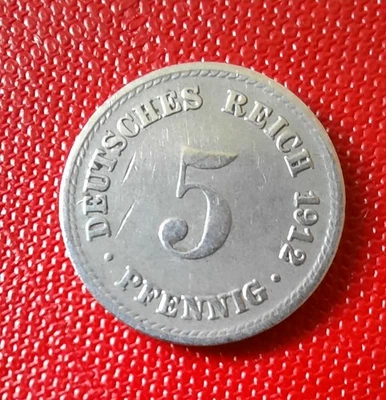 DEUTSCHES REICH 1912
5
· PFENNIG ·